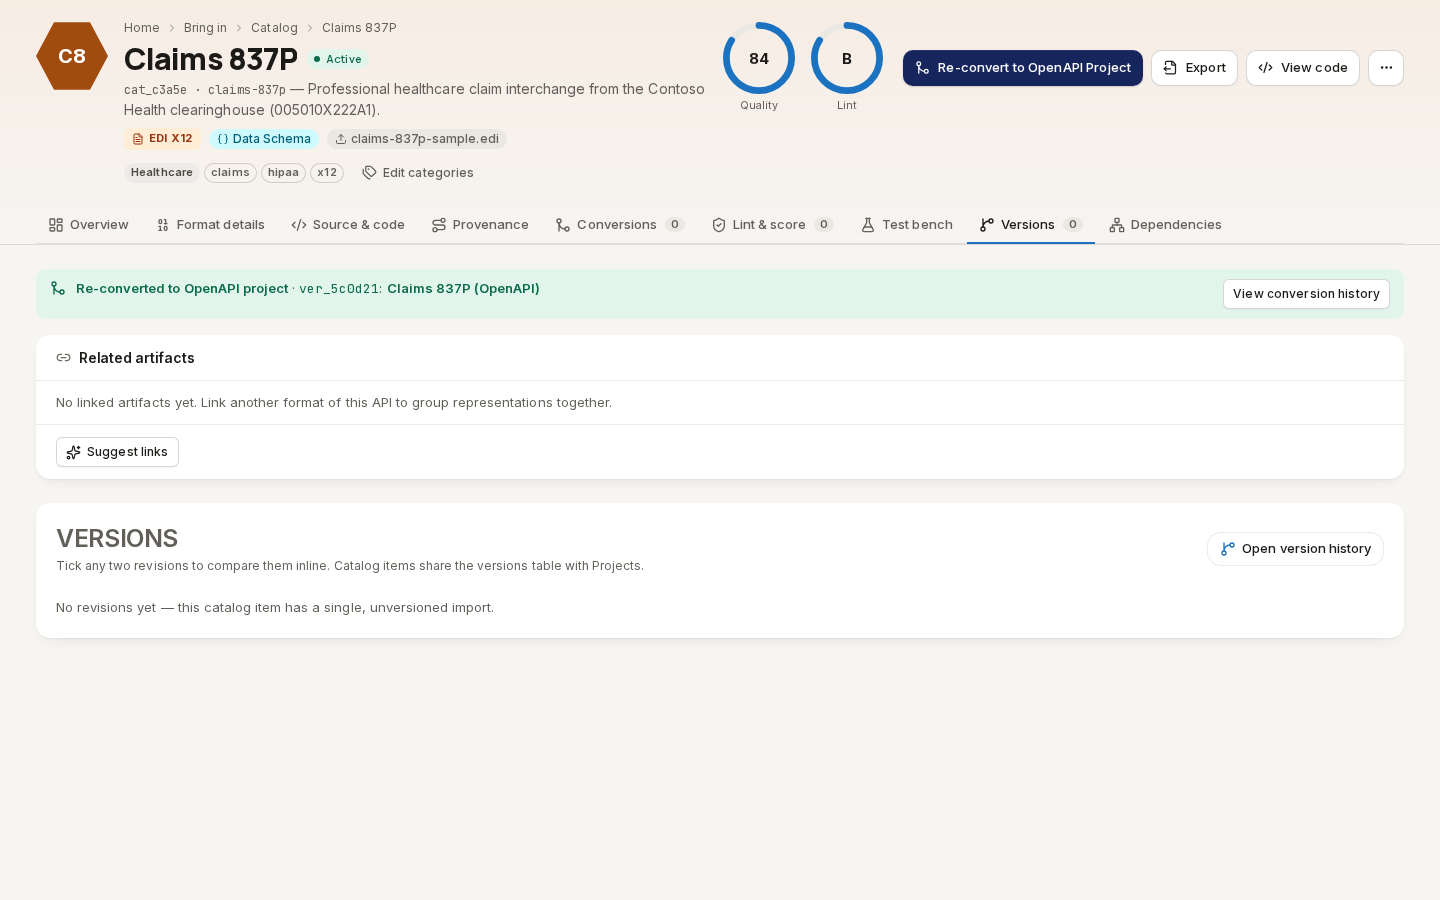 C8
Home > Bring in > Catalog > Claims 837P
Claims 837P
Active
cat_c3a5e · claims-837p — Professional healthcare claim interchange from the Contoso
Health clearinghouse (005010X222A1).
EDI X12
{} Data Schema
claims-837p-sample.edi
Healthcare
claims
hipaa
x12
Edit categories
84
Quality
B
Lint
Re-convert to OpenAPI Project
Export
View code
Overview
Format details
Source & code
Provenance
Conversions 0
Lint & score 0
Test bench
Versions 0
Dependencies
Re-converted to OpenAPI project · ver_5c0d21: Claims 837P (OpenAPI)
View conversion history
Related artifacts
No linked artifacts yet. Link another format of this API to group representations together.
Suggest links
VERSIONS
Tick any two revisions to compare them inline. Catalog items share the versions table with Projects.
Open version history
No revisions yet — this catalog item has a single, unversioned import.